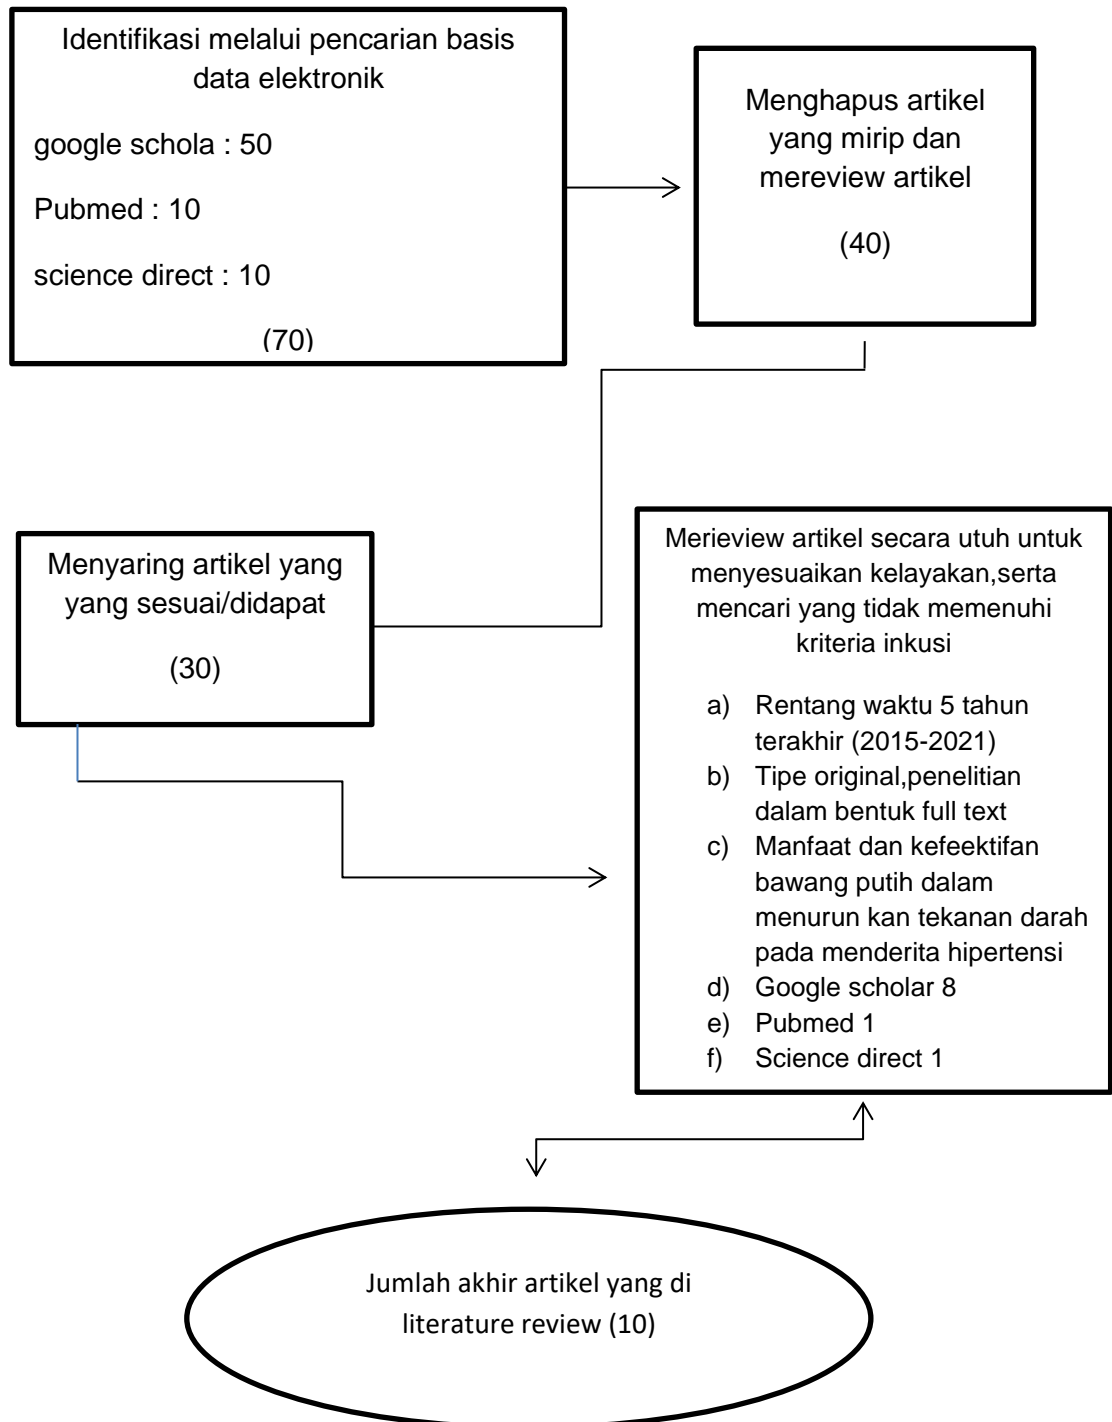 Identifikasi melalui pencarian basis
data elektronik
google schola : 50
Pubmed : 10
science direct : 10
(70)
Menghapus artikel
yang mirip dan
mereview artikel
(40)
Menyaring artikel yang
yang sesuai/didapat
(30)
Merieview artikel secara utuh untuk
menyesuaikan kelayakan,serta
mencari yang tidak memenuhi
kriteria inkusi
a) Rentang waktu 5 tahun
terakhir (2015-2021)
b) Tipe original,penelitian
dalam bentuk full text
c) Manfaat dan kefeektifan
bawang putih dalam
menurun kan tekanan darah
pada menderita hipertensi
d) Google scholar 8
e) Pubmed 1
f) Science direct 1
Jumlah akhir artikel yang di
literature review (10)